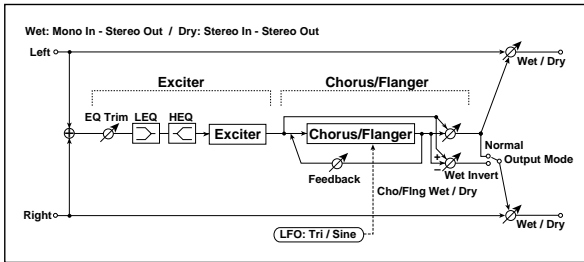 Wet: Mono In - Stereo Out / Dry: Stereo In - Stereo Out
Left
Wet / Dry
Exciter
Chorus/Flanger
EQ Trim
LEQ
HEQ
Exciter
Chorus/Flanger
Normal
Output Mode
+
−
Wet Invert
Feedback
Cho/Flng Wet / Dry
Right
Wet / Dry
LFO: Tri / Sine